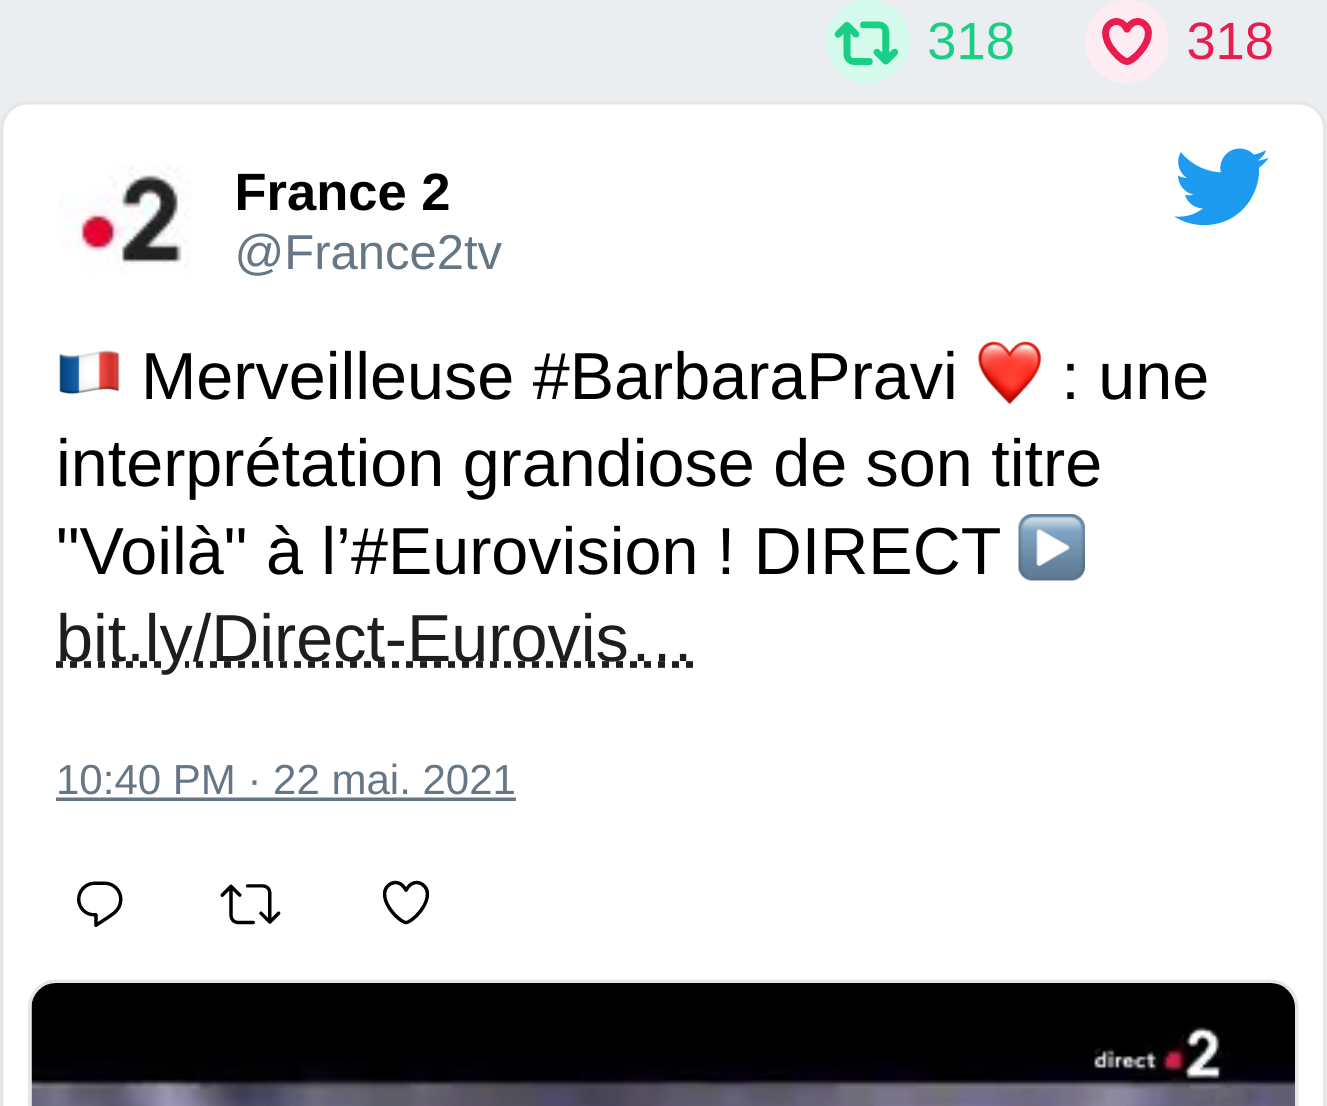 318 318
2
France 2
@France2tv
🇫🇷 Merveilleuse #BarbaraPravi ❤️ : une
interprétation grandiose de son titre
"Voilà" à l’#Eurovision ! DIRECT ▶️
bit.ly/Direct-Eurovis…
10:40 PM · 22 mai. 2021
direct 2